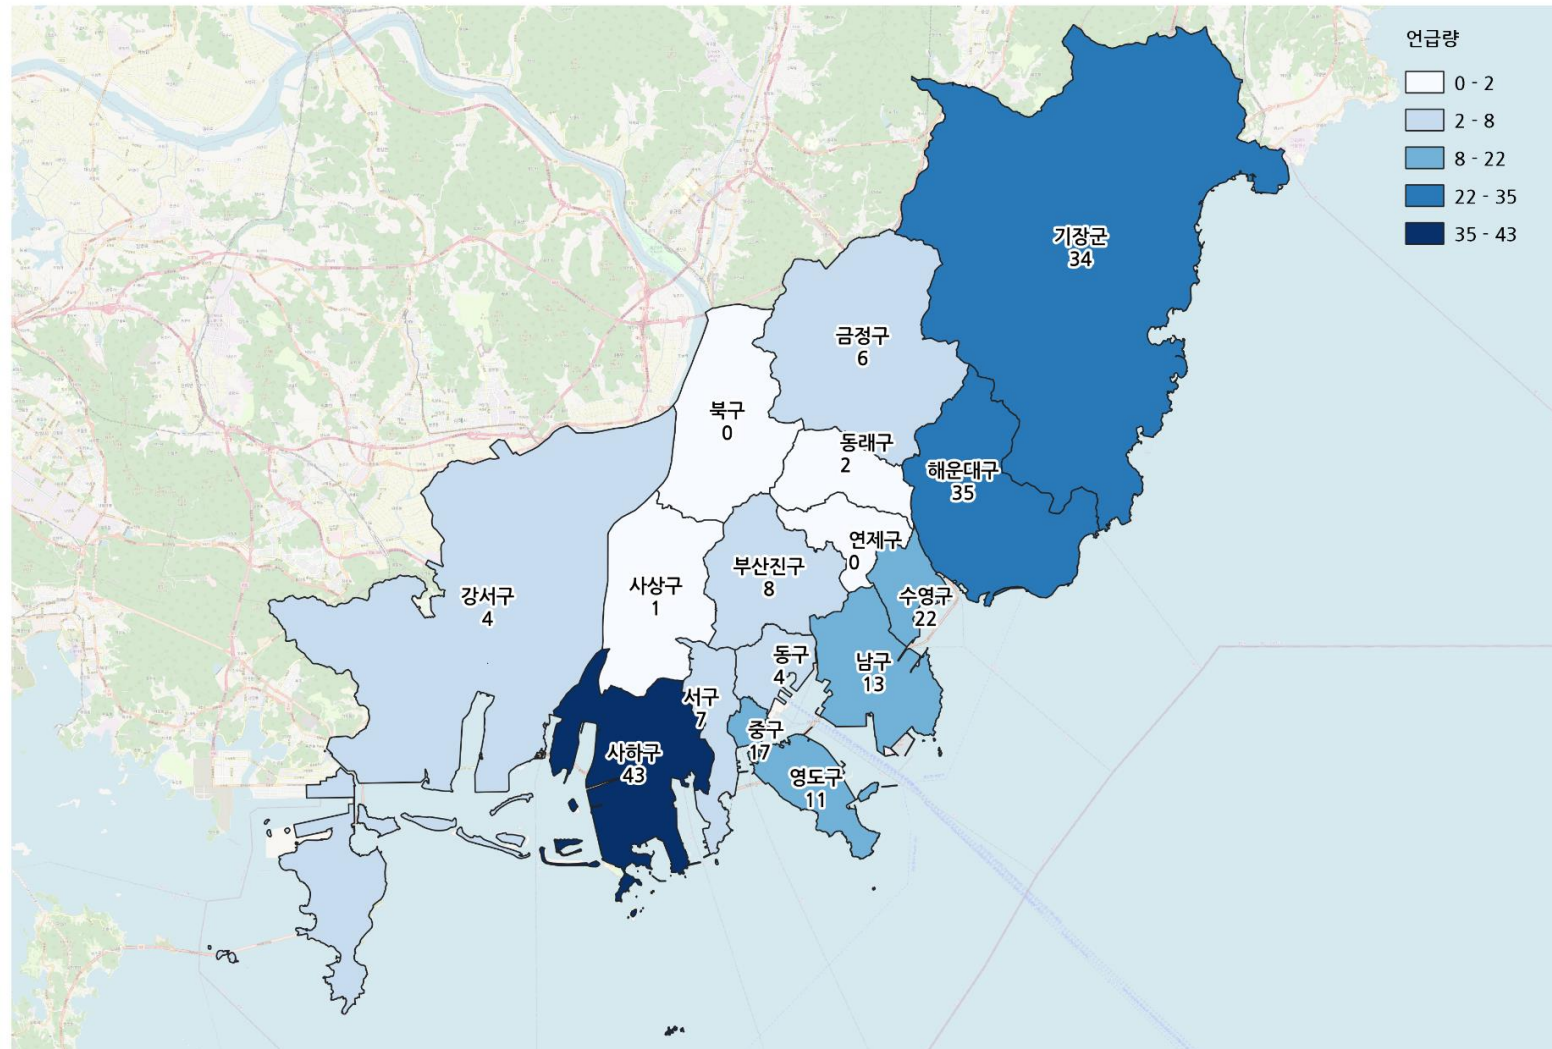 언급량
0 - 2
2 - 8
8 - 22
22 - 35
35 - 43
기장군
34
금정구
6
북구
0
동래구
2
해운대구
35
연제구
0
부산진구
8
사상구
1
강서구
4
수영구
22
동구
4
남구
13
서구
7
중구
17
사하구
43
영도구
11